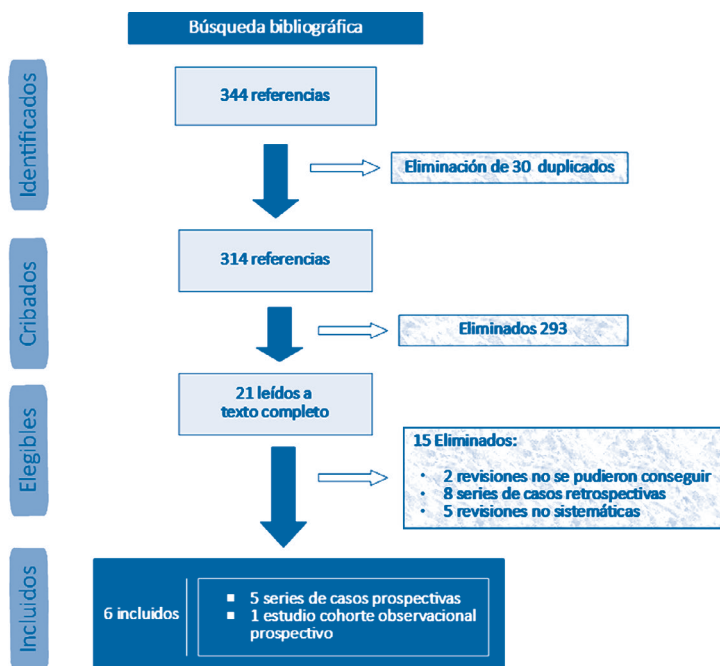 Búsqueda bibliográfica
Identificados
344 referencias
Eliminación de 30 duplicados
Cribados
314 referencias
Eliminados 293
Elegibles
21 leídos a
texto completo
15 Eliminados:
• 2 revisiones no se pudieron conseguir
• 8 series de casos retrospectivas
• 5 revisiones no sistemáticas
Incluidos
6 incluidos
■ 5 series de casos prospectivas
■ 1 estudio cohorte observacional
prospectivo